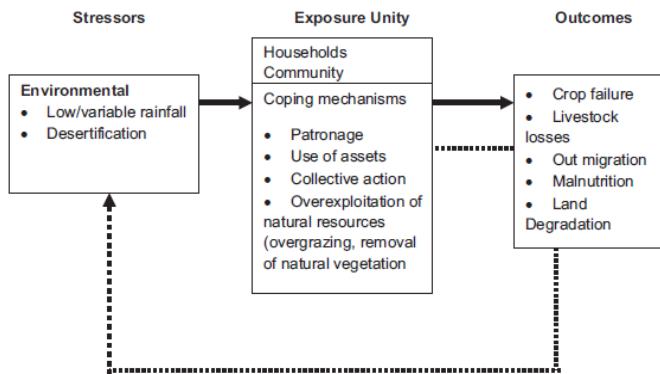 Stressors
Exposure Unity
Outcomes
Environmental
● Low/variable rainfall
● Desertification
Households
Community
Coping mechanisms
● Patronage
● Use of assets
● Collective action
● Overexploitation of
natural resources
(overgrazing, removal
of natural vegetation
● Crop failure
● Livestock
losses
● Out migration
● Malnutrition
● Land
Degradation